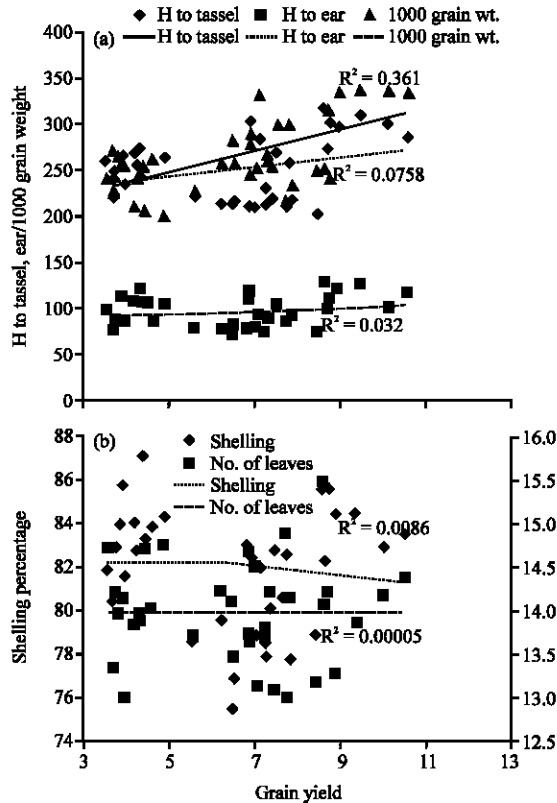 H to tassel H to ear 1000 grain wt.
H to tassel H to ear 1000 grain wt.
(a)
400
350
300
250
200
150
100
50
0
H to tassel, ear/1000 grain weight
R² = 0.361
R² = 0.0758
R² = 0.032
(b)
Shelling
No. of leaves
Shelling
No. of leaves
88
86
84
82
80
78
76
74
Shelling percentage
R² = 0.0086
R² = 0.00005
16.0
15.5
15.0
14.5
14.0
13.5
13.0
12.5
3 5 7 9 11 13
Grain yield